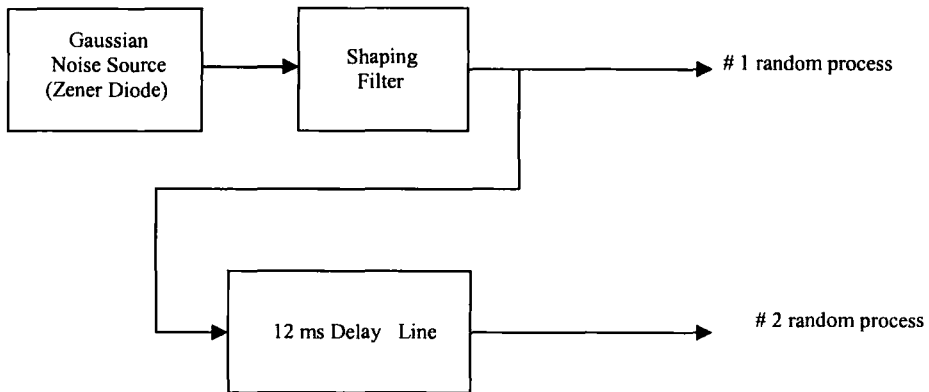 Gaussian
Noise Source
(Zener Diode)
Shaping
Filter
# 1 random process
12 ms Delay Line
# 2 random process